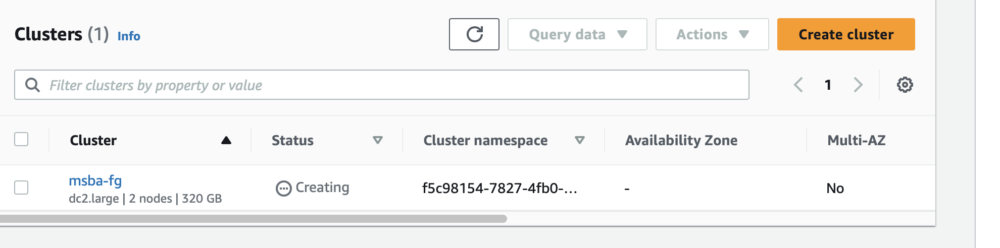 Clusters (1) Info
Query data
Actions
Create cluster
Filter clusters by property or value
1
Cluster
Status
Cluster namespace
Availability Zone
Multi-AZ
msba-fg
dc2.large | 2 nodes | 320 GB
Creating
f5c98154-7827-4fb0-...
-
No